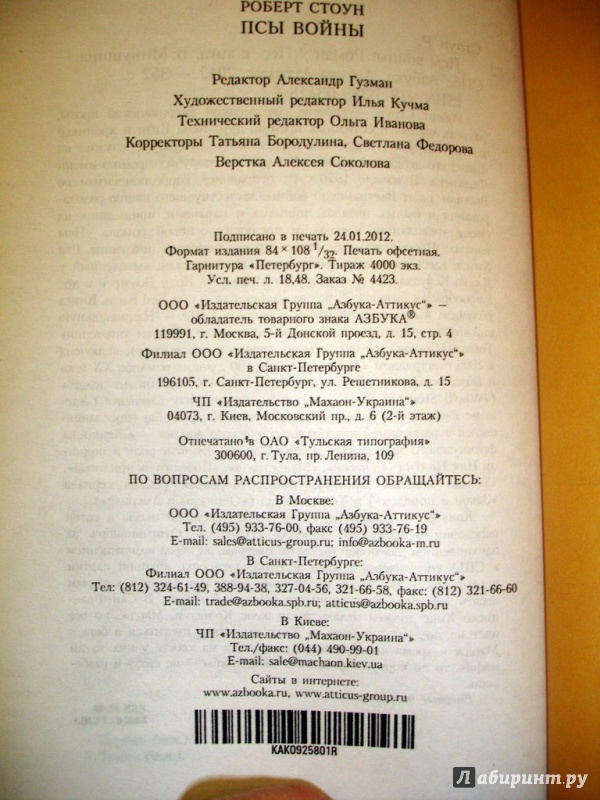 РОБЕРТ СТОУН
ПСЫ ВОЙНЫ
Редактор Александр Гузман
Художественный редактор Илья Кучма
Технический редактор Ольга Иванова
Корректоры Татьяна Бородулина, Светлана Федорова
Верстка Алексея Соколова
Подписано в печать 24.01.2012.
Формат издания 84 × 108 1/32. Печать офсетная.
Гарнитура «Петербург». Тираж 4000 экз.
Усл. печ. л. 18,48. Заказ № 4423.
ООО «Издательская Группа „Азбука-Аттикус“» –
обладатель товарного знака АЗБУКА®
119991, г. Москва, 5-й Донской проезд, д. 15, стр. 4
Филиал ООО «Издательская Группа „Азбука-Аттикус“»
в Санкт-Петербурге
196105, г. Санкт-Петербург, ул. Решетникова, д. 15
ЧП «Издательство „Махаон-Украина“»
04073, г. Киев, Московский пр., д. 6 (2-й этаж)
Отпечатано в ОАО «Тульская типография»
300600, г. Тула, пр. Ленина, 109
ПО ВОПРОСАМ РАСПРОСТРАНЕНИЯ ОБРАЩАЙТЕСЬ:
В Москве:
ООО «Издательская Группа „Азбука-Аттикус“»
Тел. (495) 933-76-00, факс (495) 933-76-19
E-mail: sales@atticus-group.ru; info@azbooka-m.ru
В Санкт-Петербурге:
Филиал ООО «Издательская Группа „Азбука-Аттикус“»
Тел: (812) 324-61-49, 388-94-38, 327-04-56, 321-66-58, факс: (812) 321-66-60
E-mail: trade@azbooka.spb.ru; atticus@azbooka.spb.ru
В Киеве:
ЧП «Издательство „Махаон-Украина“»
Тел./факс: (044) 490-99-01
E-mail: sale@machaon.kiev.ua
Сайты в интернете:
www.azbooka.ru, www.atticus-group.ru
KAK0925801R
Лабиринт.ру